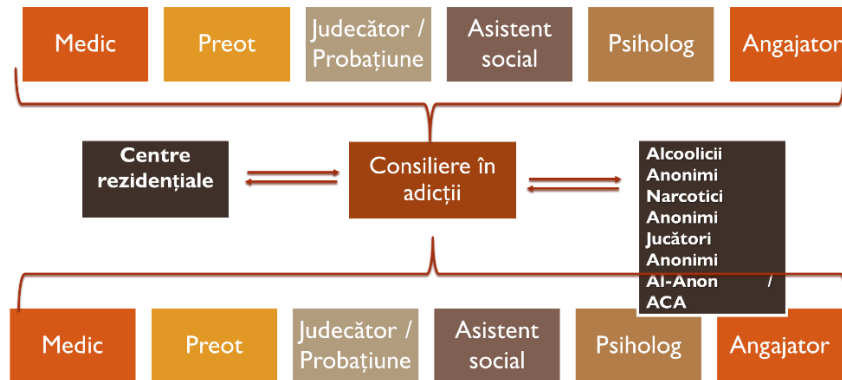 Medic
Preot
Judecător /
Probațiune
Asistent
social
Psiholog
Angajator
Centre
rezidențiale
Consiliere în
adicții
Alcoolicii
Anonimi
Narcotici
Anonimi
Jucători
Anonimi
Al-Anon /
ACA
Medic
Preot
Judecător /
Probațiune
Asistent
social
Psiholog
Angajator